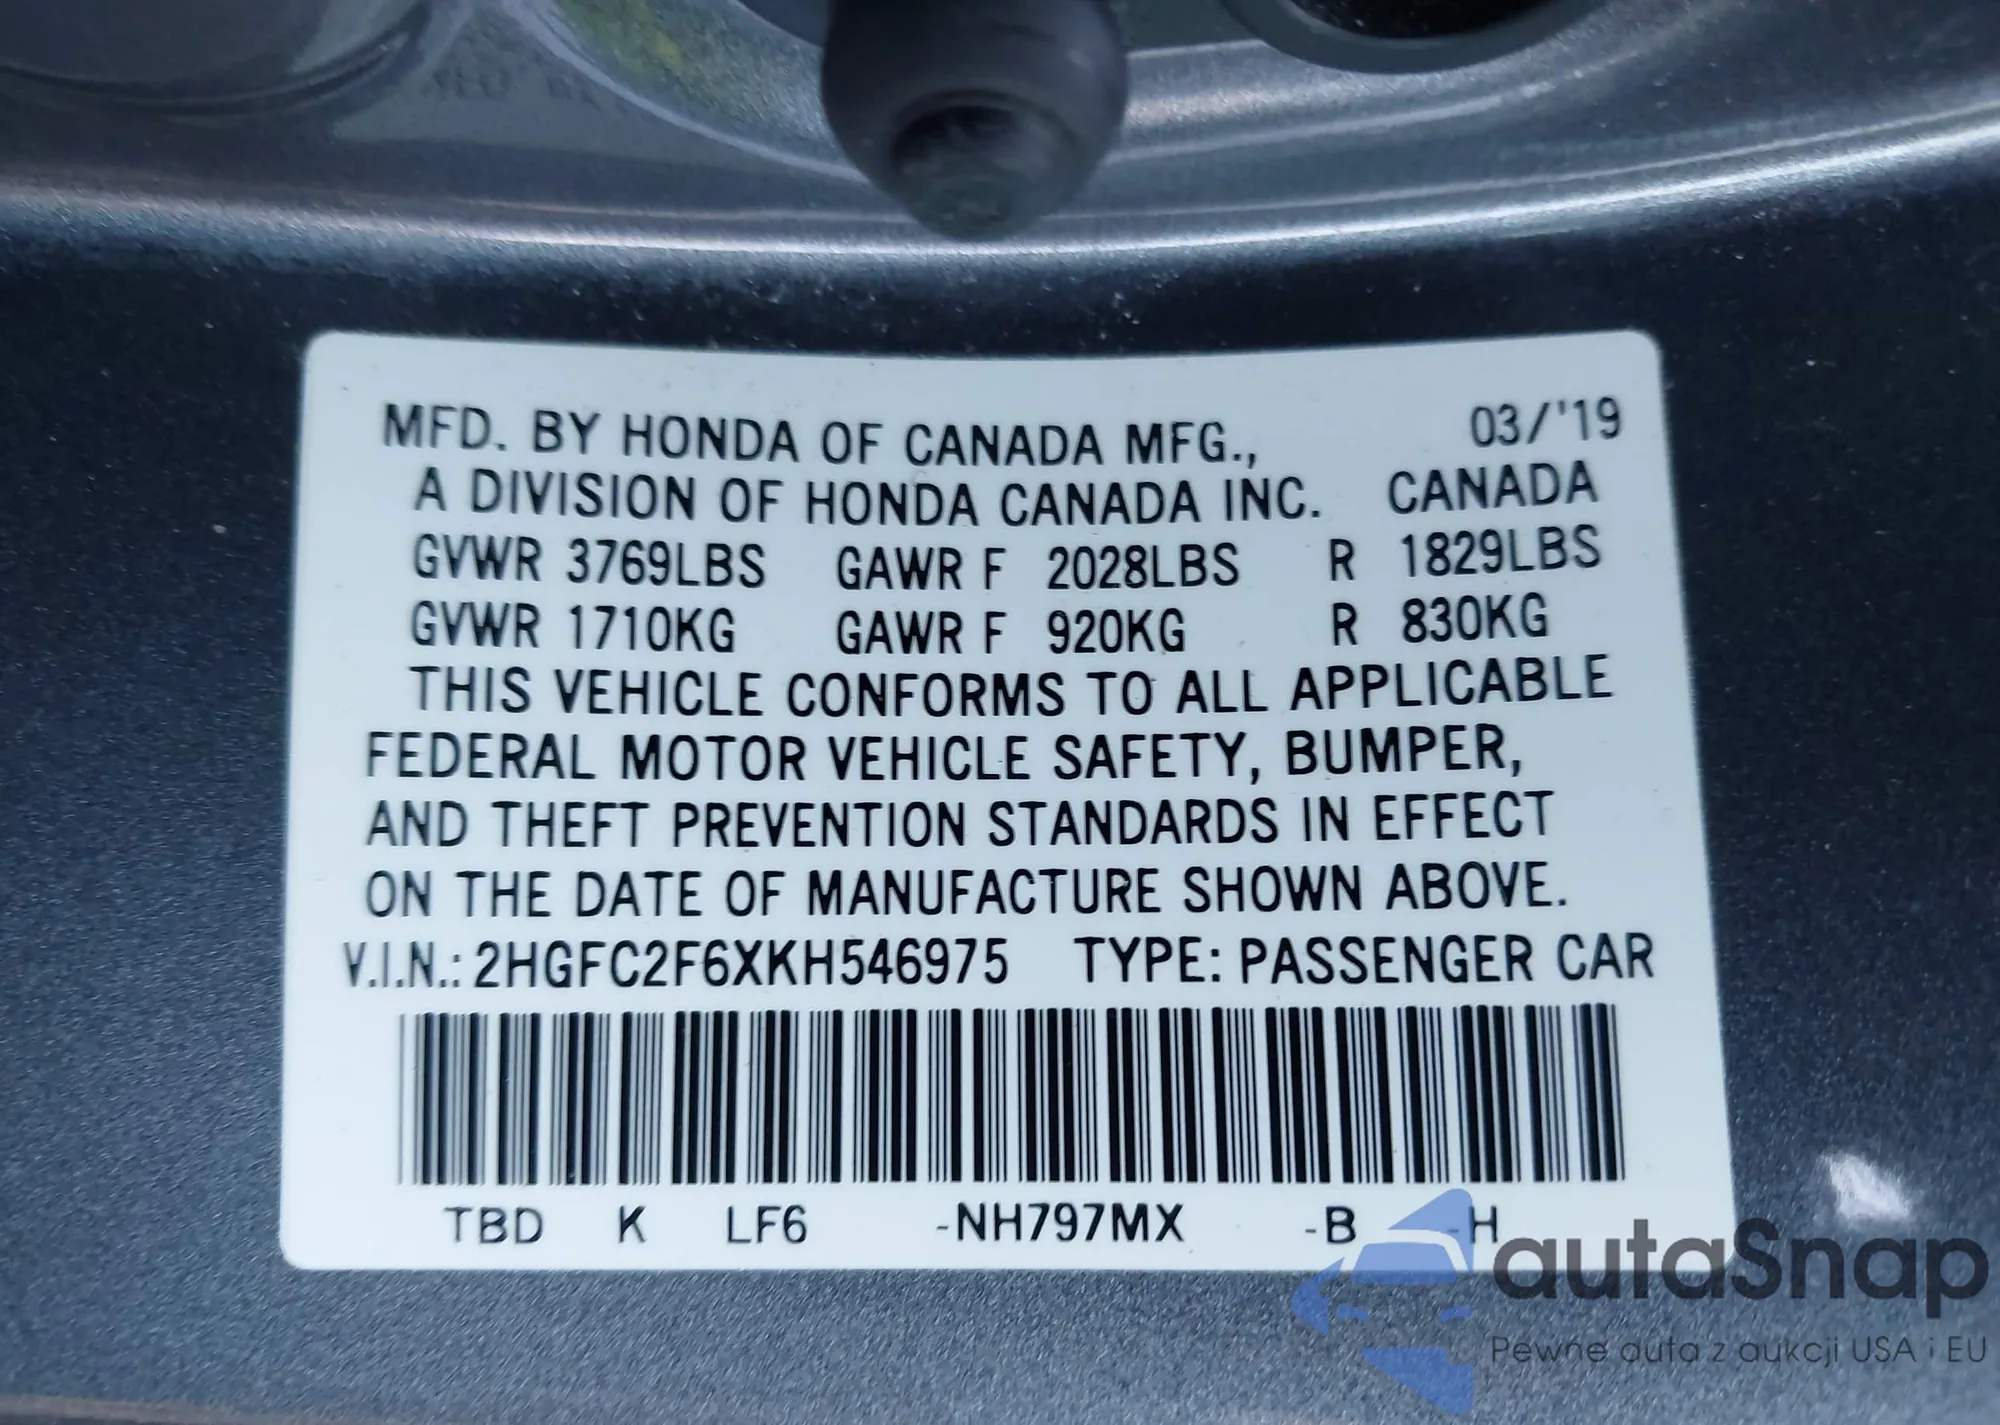 MFD. BY HONDA OF CANADA MFG., 03/'19
A DIVISION OF HONDA CANADA INC. CANADA
GVWR 3769LBS GAWR F 2028LBS R 1829LBS
GVWR 1710KG GAWR F 920KG R 830KG
THIS VEHICLE CONFORMS TO ALL APPLICABLE
FEDERAL MOTOR VEHICLE SAFETY, BUMPER,
AND THEFT PREVENTION STANDARDS IN EFFECT
ON THE DATE OF MANUFACTURE SHOWN ABOVE.
V.I.N.: 2HGFC2F6XKH546975 TYPE: PASSENGER CAR
TBD K LF6 -NH797MX -B -H
autaSnap
Pewne auta z aukcji USA i EU